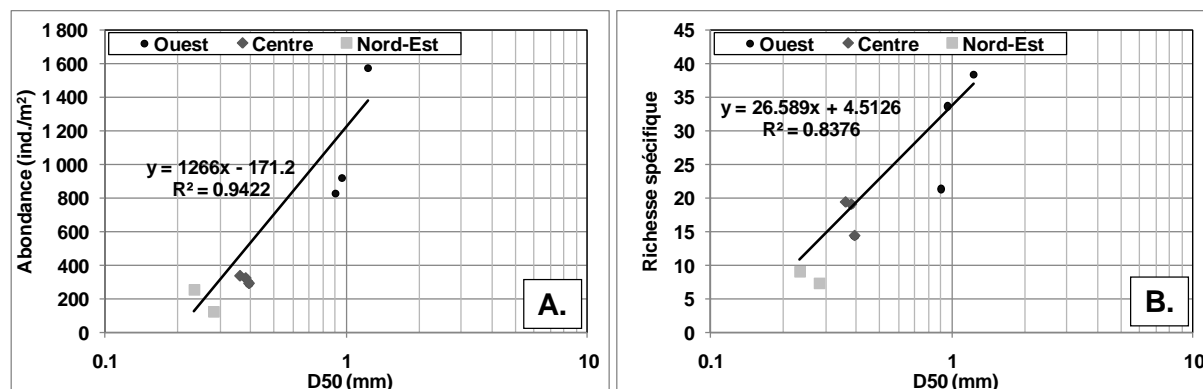 Ouest Centre Nord-Est
Abondance (ind./m²)
1 800
1 600
1 400
1 200
1 000
800
600
400
200
0
y = 1266x - 171.2
R² = 0.9422
A.
0.1 1 10
D50 (mm)
Ouest Centre Nord-Est
Richesse spécifique
45
40
35
30
25
20
15
10
5
0
y = 26.589x + 4.5126
R² = 0.8376
B.
0.1 1 10
D50 (mm)